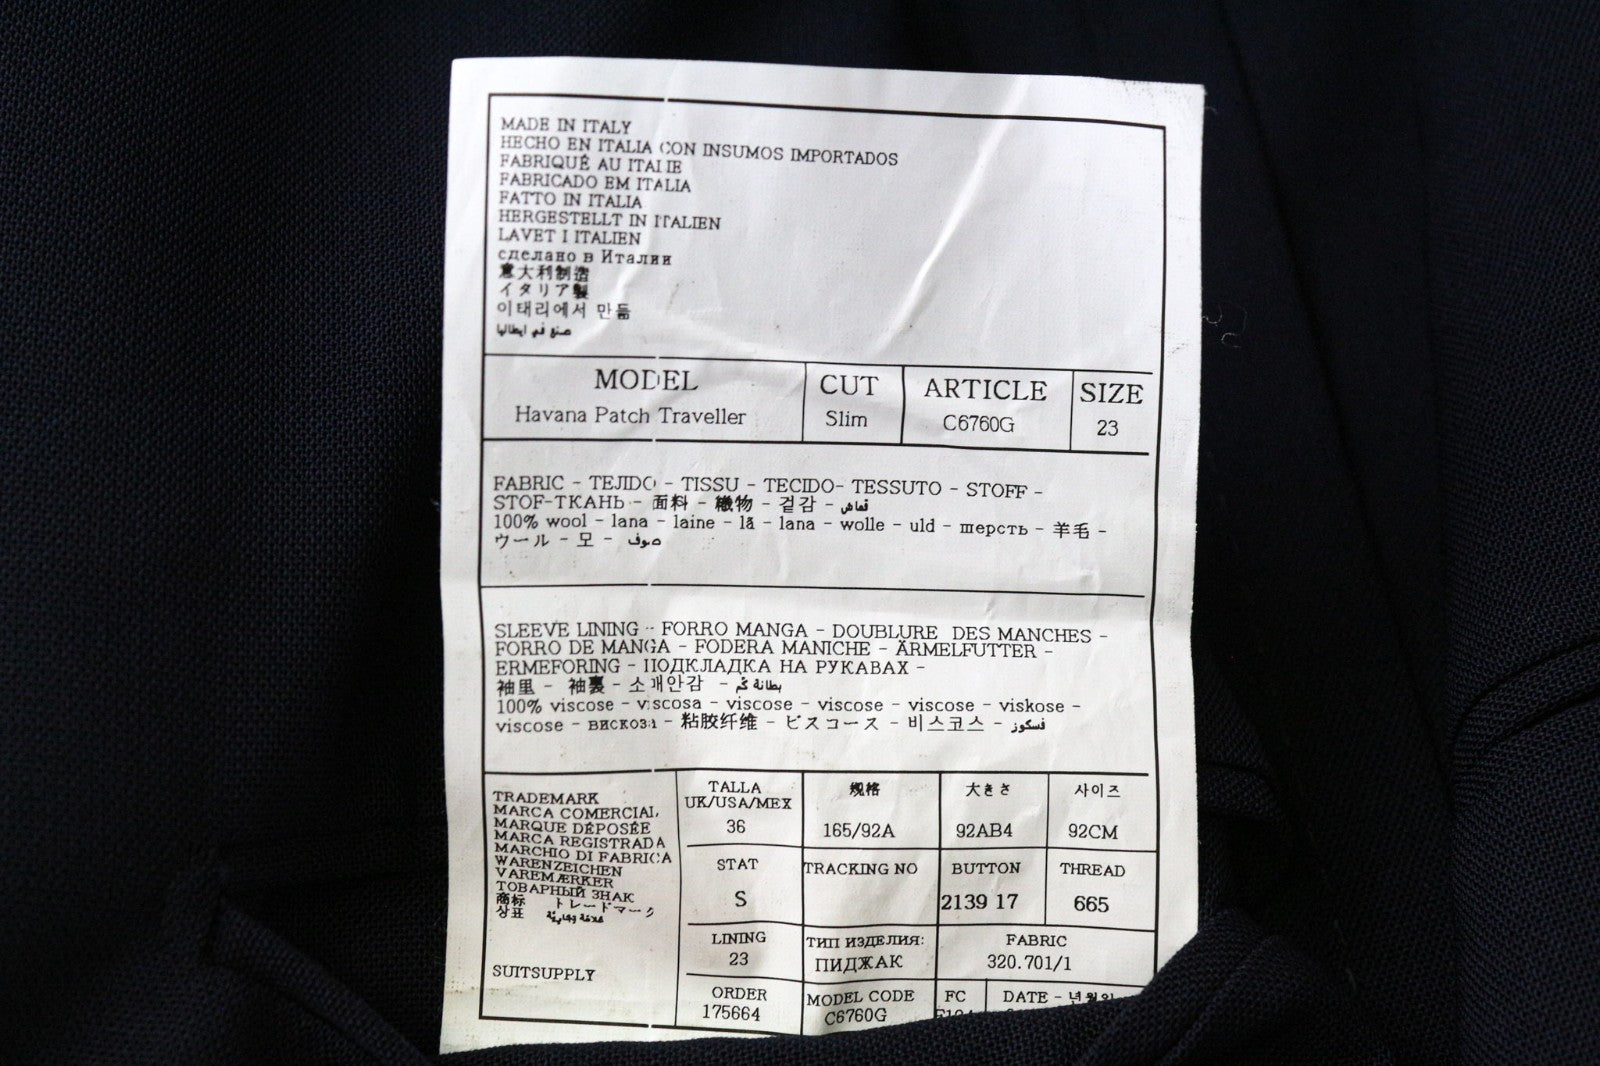 MADE IN ITALY
HECHO EN ITALIA CON INSUMOS IMPORTADOS
FABRIQUÉ AU ITALIE
FABRICADO EM ITALIA
FATTO IN ITALIA
HERGESTELLT IN ITALIEN
LAVET I ITALIEN
сделано в Италии
意大利制造
イタリア製
이태리에서 만듦
صنع في ايطاليا
MODEL CUT ARTICLE SIZE
Havana Patch Traveller Slim C6760G 23
FABRIC - TEJIDO - TISSU - TECIDO- TESSUTO - STOFF -
STOF-ТКАНЬ - 面料 - 織物 - 겉감 - قماش
100% wool - lana - laine - lã - lana - wolle - uld - шерсть - 羊毛 -
ウール - 모 - صوف
SLEEVE LINING - FORRO MANGA - DOUBLURE DES MANCHES -
FORRO DE MANGA - FODERA MANICHE - ÄRMELFUTTER -
ERMEFORING - ПОДКЛАДКА НА РУКАВАХ -
袖里 - 袖裏 - 소매안감 - بطانة كم
100% viscose - viscosa - viscose - viscose - viscose - viskose -
viscose - вискоза - 粘胶纤维 - ビスコース - 비스코스 - فسكوز
TRADEMARK
MARCA COMERCIAL
MARQUE DÉPOSÉE
MARCA REGISTRADA
MARCHIO DI FABRICA
WARENZEICHEN
VAREMÆRKER
ТОВАРНЫЙ ЗНАК
商标 トレードマーク
상표
SUITSUPPLY
TALLA
UK/USA/MEX
36
规格
165/92A
大きさ
92AB4
사이즈
92CM
STAT
S
TRACKING NO
BUTTON
2139 17
THREAD
665
LINING
23
ТИП ИЗДЕЛИЯ:
ПИДЖАК
FABRIC
320.701/1
ORDER
175664
MODEL CODE
C6760G
FC
DATE -